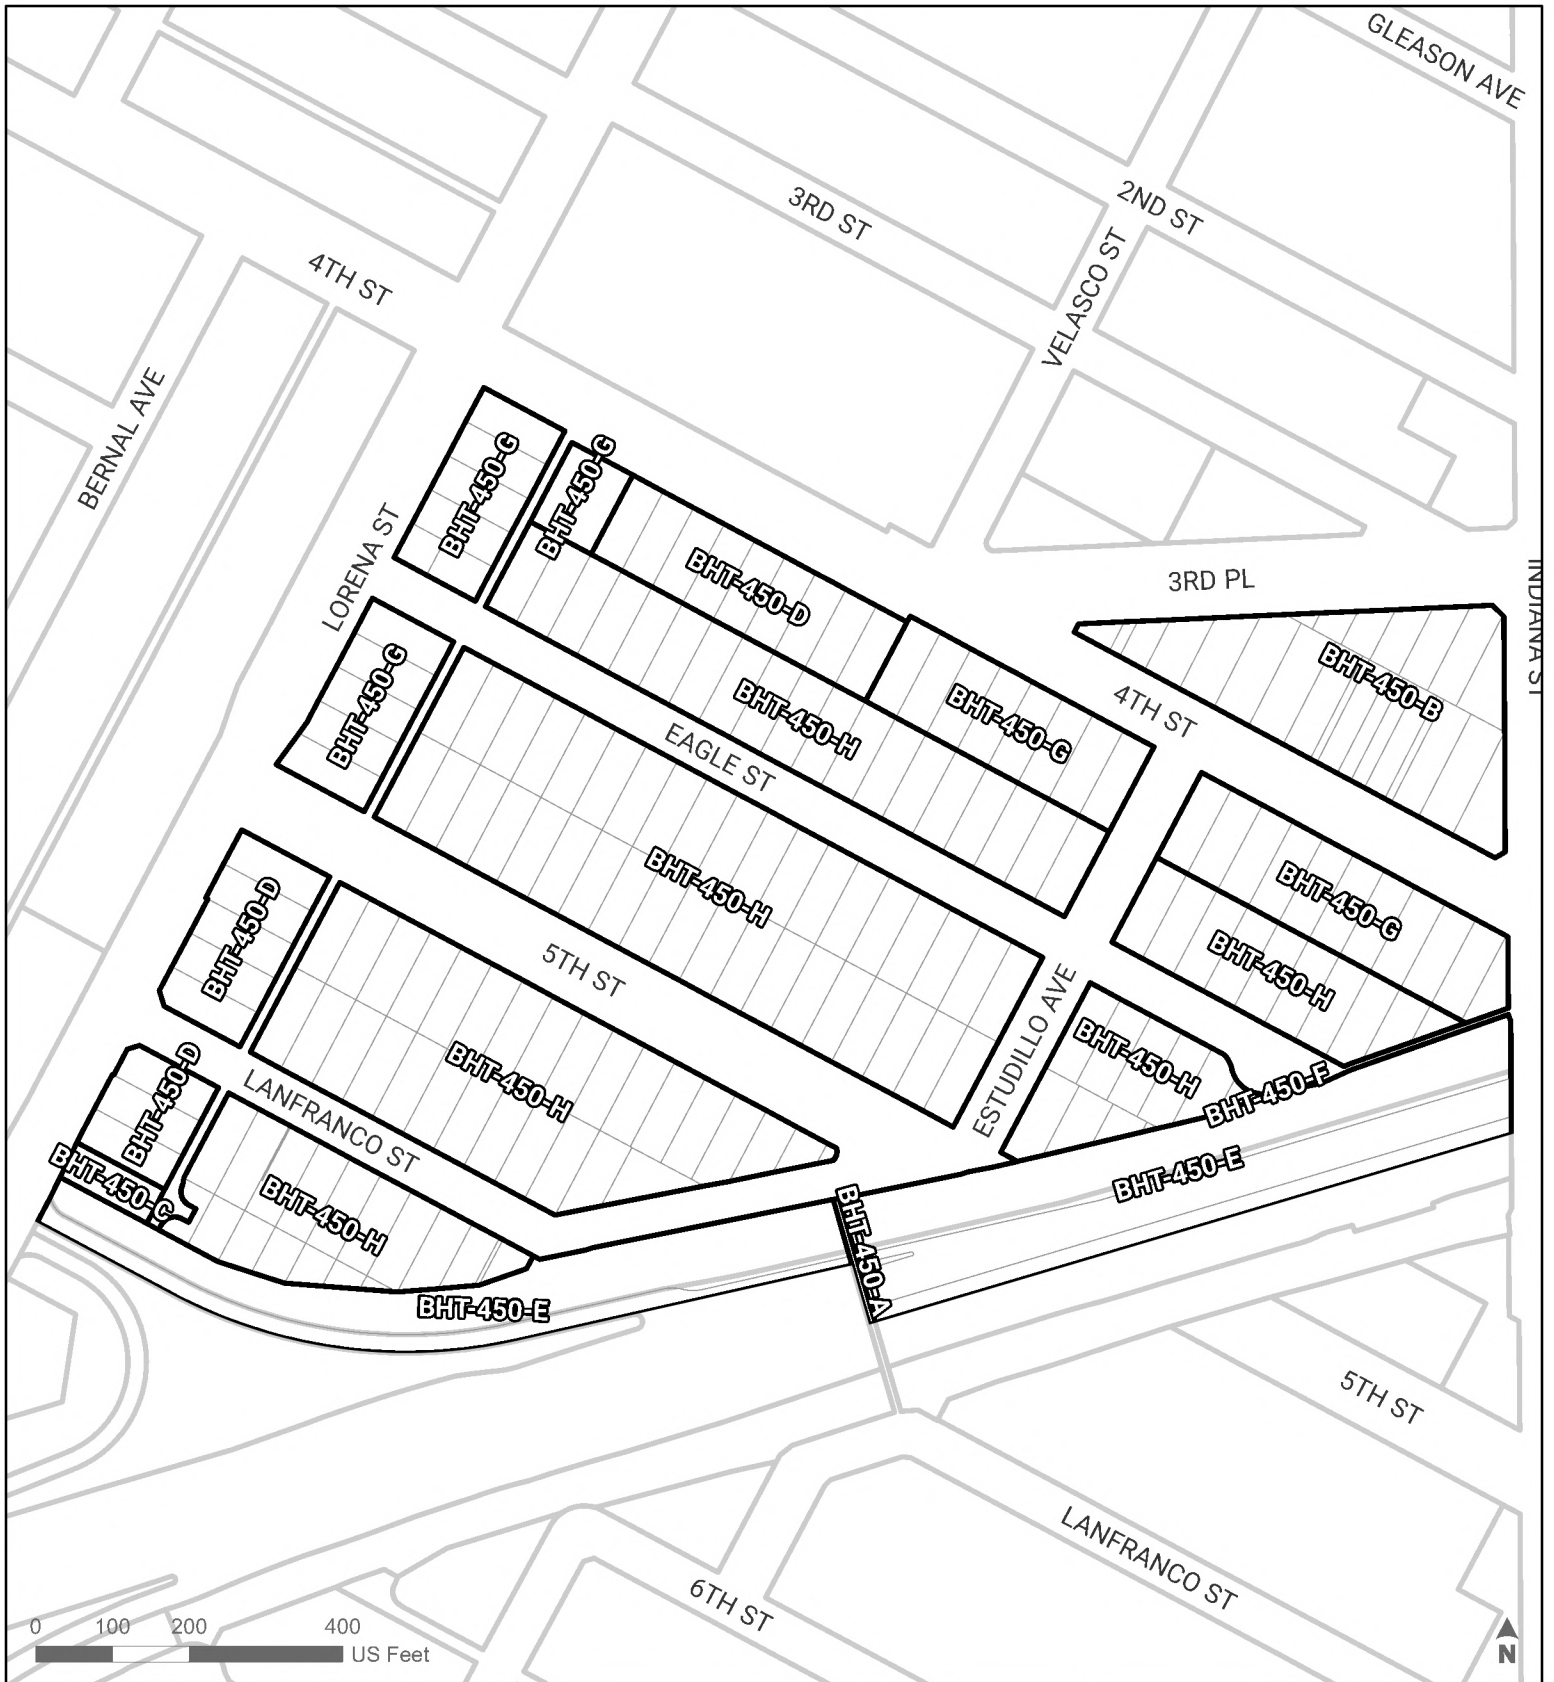 GLEASON AVE
2ND ST
3RD ST
VELASCO ST
4TH ST
BERNAL AVE
BHT-450-G
BHT-450-G
LORENA ST
BHT-450-D
3RD PL
INDIANA ST
BHT-450-B
BHT-450-G
BHT-450-H
BHT-450-G
4TH ST
EAGLE ST
BHT-450-H
BHT-450-G
BHT-450-D
BHT-450-H
5TH ST
ESTUDILLO AVE
BHT-450-H
BHT-450-H
BHT-450-D
LANFRANCO ST
BHT-450-F
BHT-450-C
BHT-450-H
BHT-450-E
BHT-450-A
BHT-450-E
5TH ST
LANFRANCO ST
6TH ST
0 100 200 400
US Feet
N